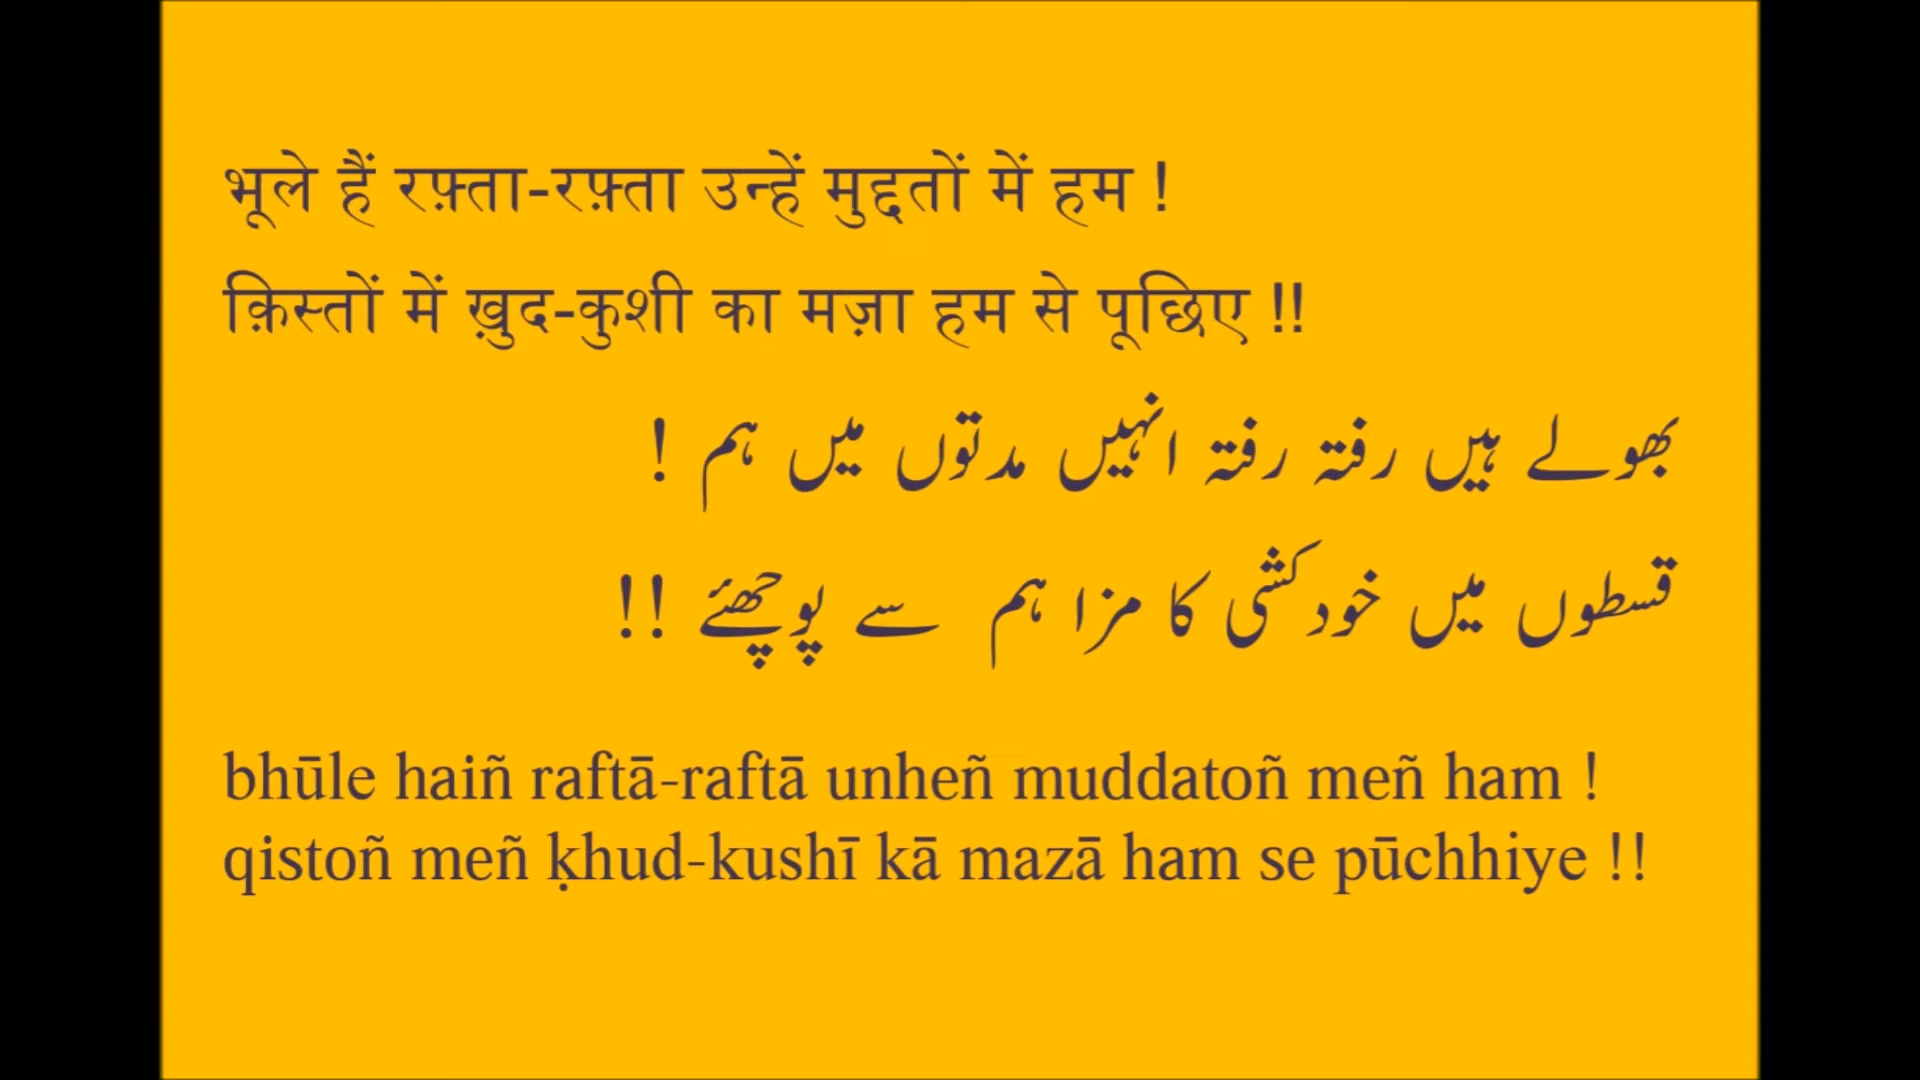 भूले हैं रफ़्ता-रफ़्ता उन्हें मुद्दतों में हम !
क़िस्तों में ख़ुद-कुशी का मज़ा हम से पूछिए !!
بھولے ہیں رفتہ رفتہ انہیں مدتوں میں ہم !
قسطوں میں خودکشی کا مزا ہم سے پوچھئے !!
bhūle haiñ raftā-raftā unheñ muddatoñ meñ ham !
qistoñ meñ ḳhud-kushī kā mazā ham se pūchhiye !!